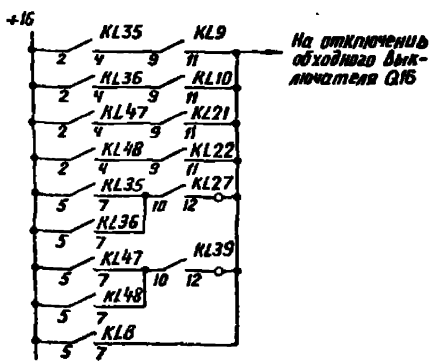 +16
KL35 KL9
На отключение
обходного вык-
лючателя Q16
2 4 9 11
KL36 KL10
2 4 9 11
KL47 KL21
2 4 9 11
KL48 KL22
2 4 9 11
KL35 KL27
5 7 10 12
KL36
5 7
KL47 KL39
5 7 10 12
KL48
5 7
KL8
5 7